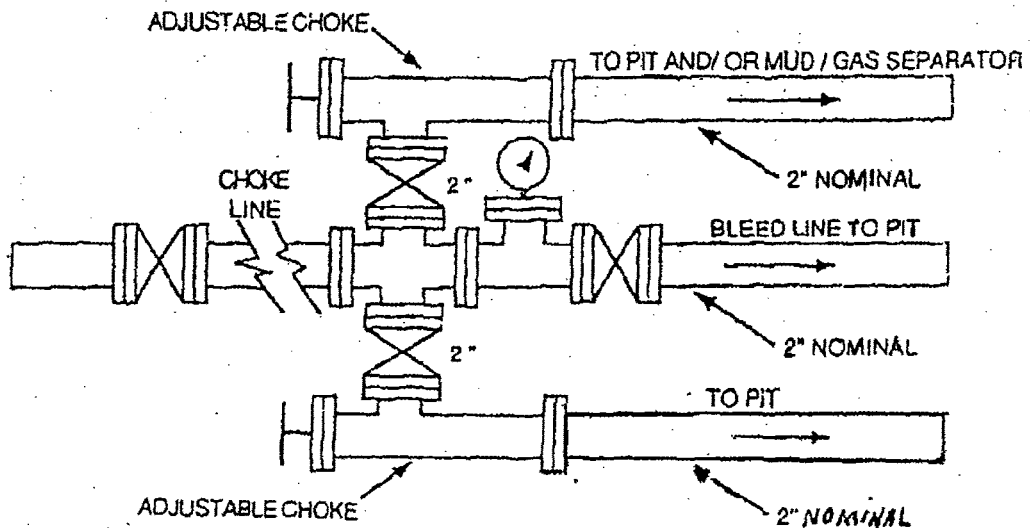 ADJUSTABLE CHOKE
TO PIT AND/ OR MUD / GAS SEPARATOR
2"
2" NOMINAL
CHOKE
LINE
BLEED LINE TO PIT
2" NOMINAL
2"
TO PIT
ADJUSTABLE CHOKE
2" NOMINAL